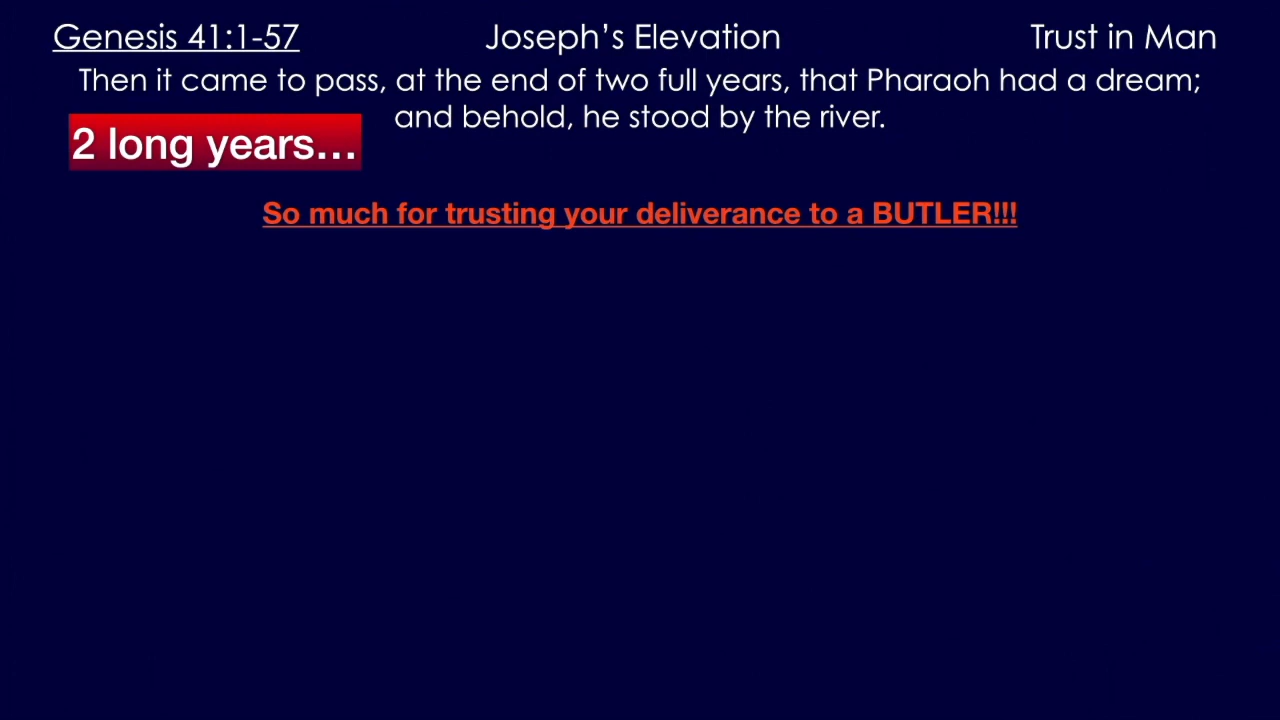 Genesis 41:1-57 Joseph’s Elevation Trust in Man
Then it came to pass, at the end of two full years, that Pharaoh had a dream;
and behold, he stood by the river.
2 long years…
So much for trusting your deliverance to a BUTLER!!!